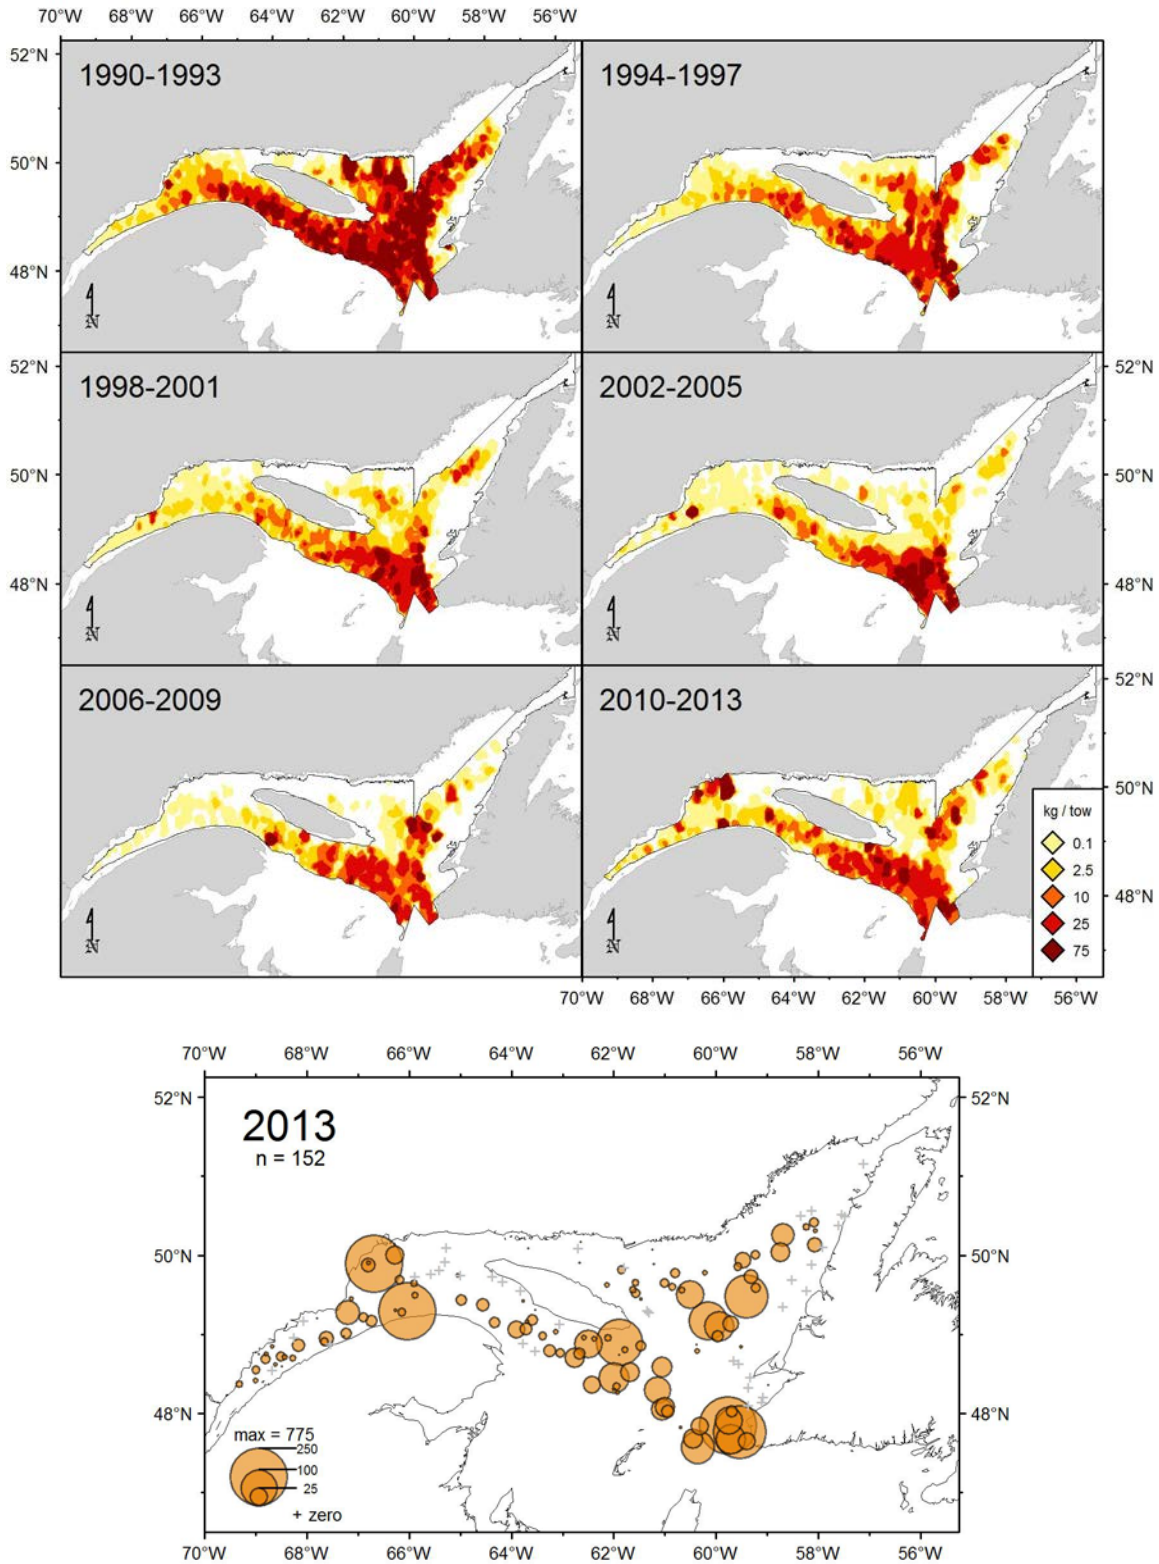 70°W 68°W 66°W 64°W 62°W 60°W 58°W 56°W
52°N
1990-1993
1994-1997
50°N
48°N
N
N
52°N
1998-2001
2002-2005
52°N
50°N
50°N
48°N
48°N
N
N
2006-2009
2010-2013
52°N
50°N
kg / tow
0.1
2.5
10
48°N
25
75
N
N
70°W 68°W 66°W 64°W 62°W 60°W 58°W 56°W
70°W 68°W 66°W 64°W 62°W 60°W 58°W 56°W
52°N
52°N
2013
n = 152
50°N
50°N
48°N
48°N
max = 775
250
100
25
+ zero
70°W 68°W 66°W 64°W 62°W 60°W 58°W 56°W